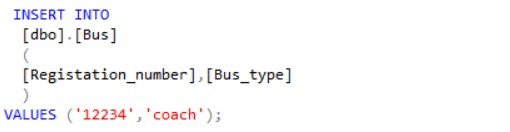 INSERT INTO
[dbo].[Bus]
(
[Registation_number],[Bus_type]
)
VALUES ('12234','coach');